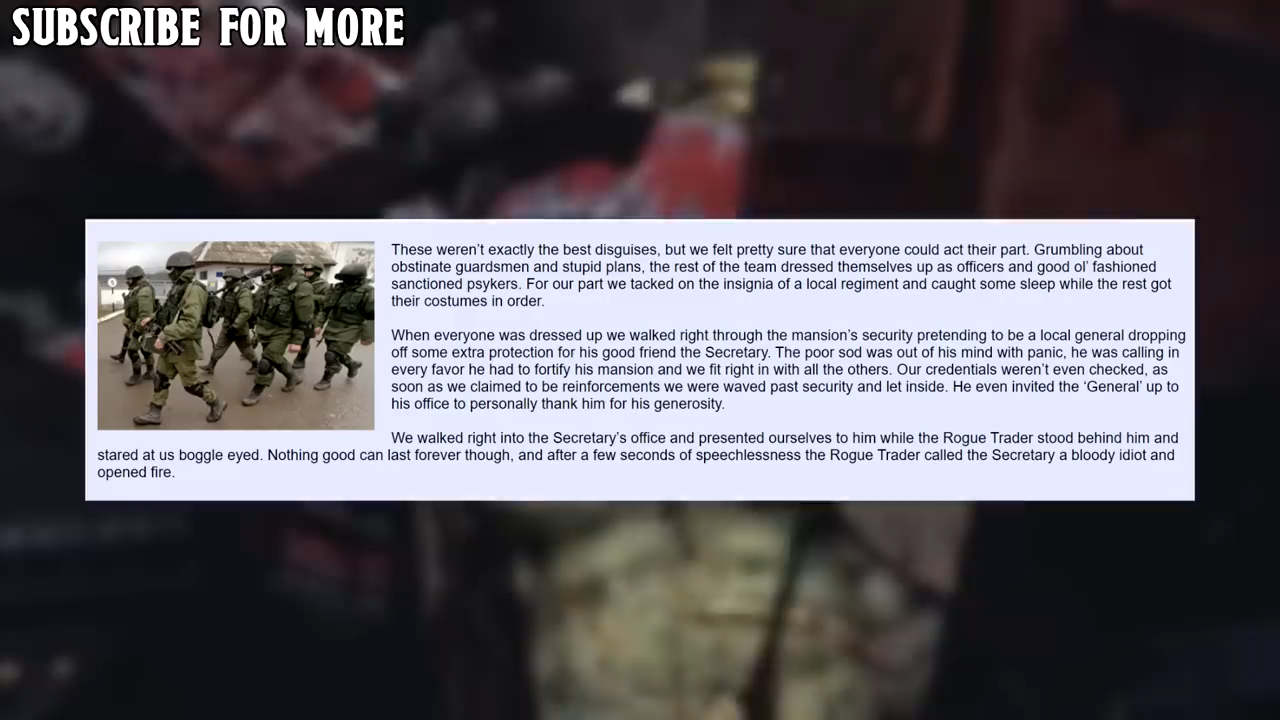 SUBSCRIBE FOR MORE
These weren't exactly the best disguises, but we felt pretty sure that everyone could act their part. Grumbling about
obstinate guardsmen and stupid plans, the rest of the team dressed themselves up as officers and good ol' fashioned
sanctioned psykers. For our part we tacked on the insignia of a local regiment and caught some sleep while the rest got
their costumes in order.
When everyone was dressed up we walked right through the mansion's security pretending to be a local general dropping
off some extra protection for his good friend the Secretary. The poor sod was out of his mind with panic, he was calling in
every favor he had to fortify his mansion and we fit right in with all the others. Our credentials weren't even checked, as
soon as we claimed to be reinforcements we were waved past security and let inside. He even invited the ‘General’ up to
his office to personally thank him for his generosity.
We walked right into the Secretary's office and presented ourselves to him while the Rogue Trader stood behind him and
stared at us boggle eyed. Nothing good can last forever though, and after a few seconds of speechlessness the Rogue Trader called the Secretary a bloody idiot and
opened fire.